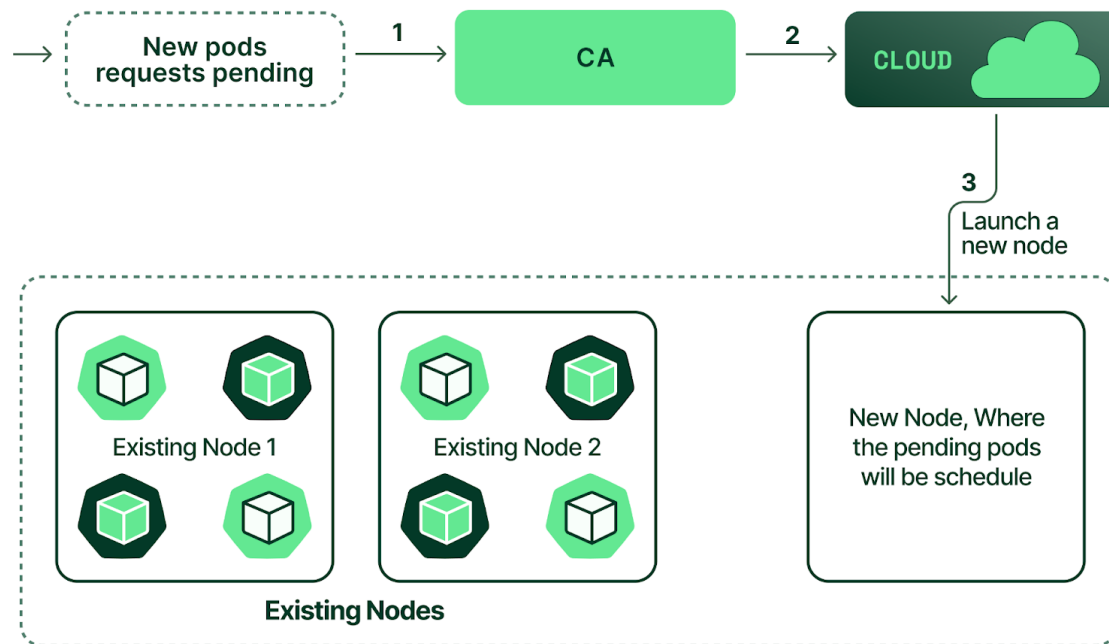 New pods
requests pending
1
CA
2
CLOUD
3
Launch a
new node
Existing Node 1
Existing Node 2
New Node, Where
the pending pods
will be schedule
Existing Nodes